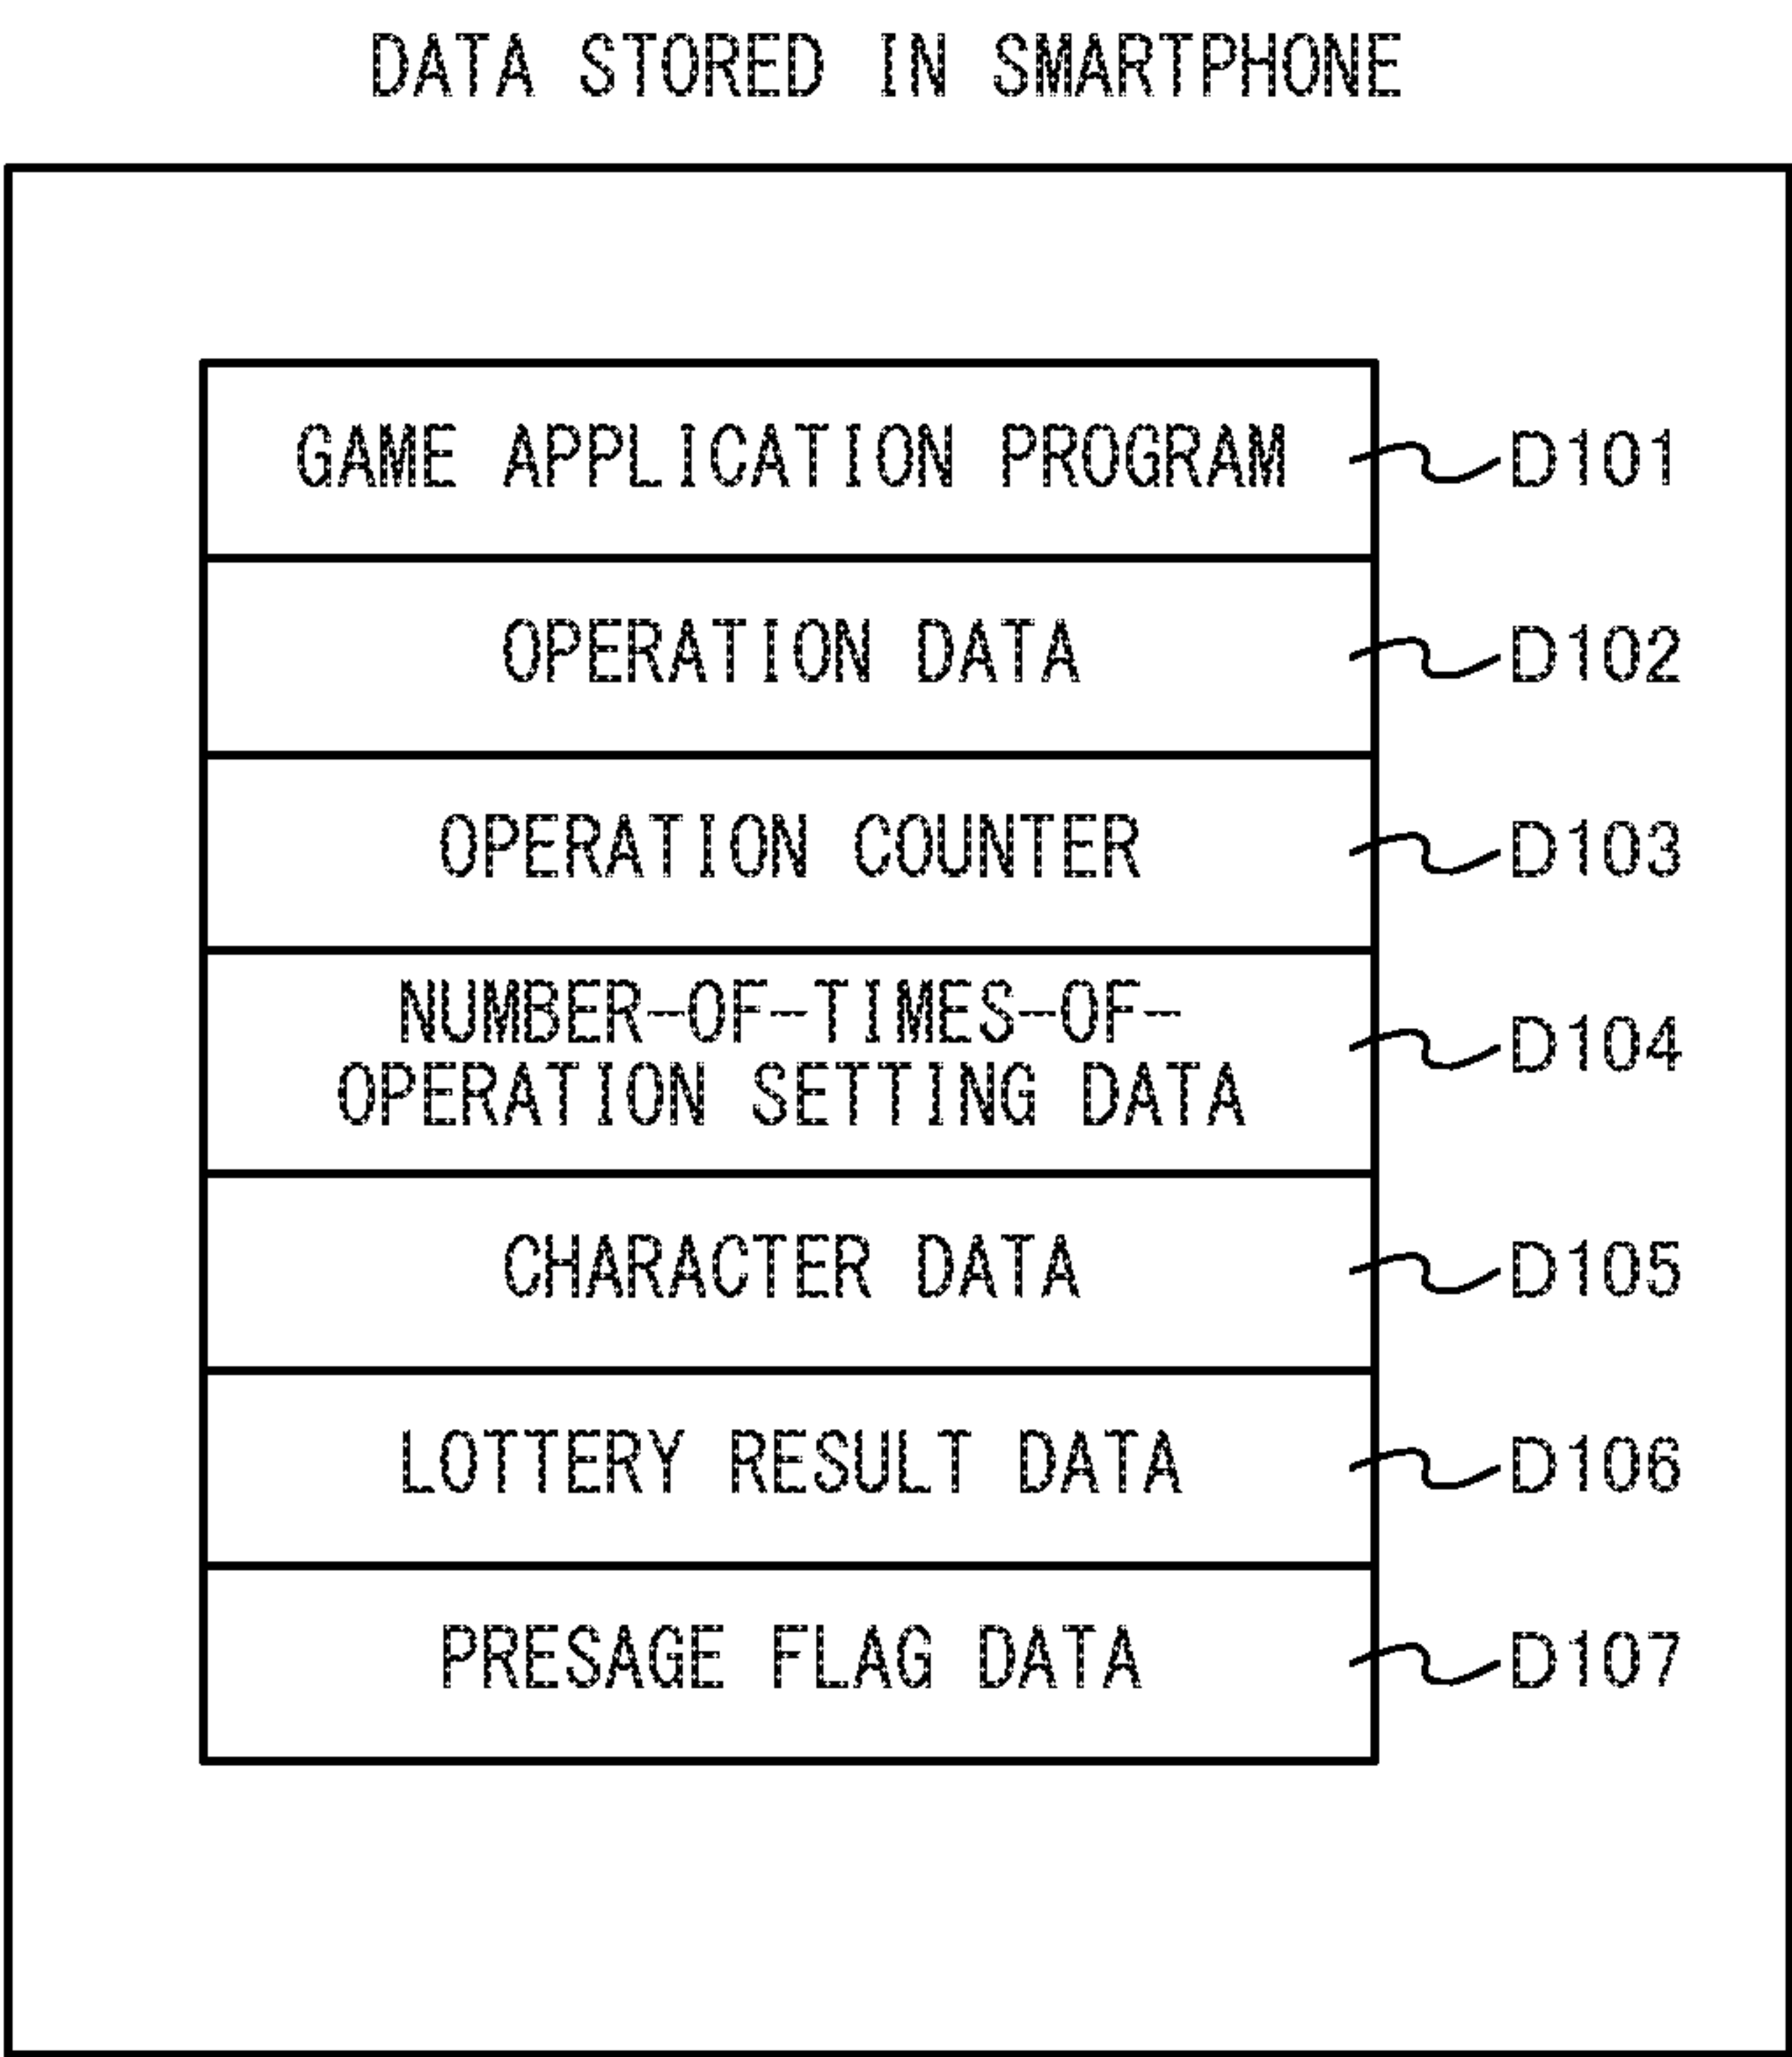 DATA STORED IN SMARTPHONE
GAME APPLICATION PROGRAM D101
OPERATION DATA D102
OPERATION COUNTER D103
NUMBER-OF-TIMES-OF-
OPERATION SETTING DATA D104
CHARACTER DATA D105
LOTTERY RESULT DATA D106
PRESAGE FLAG DATA D107